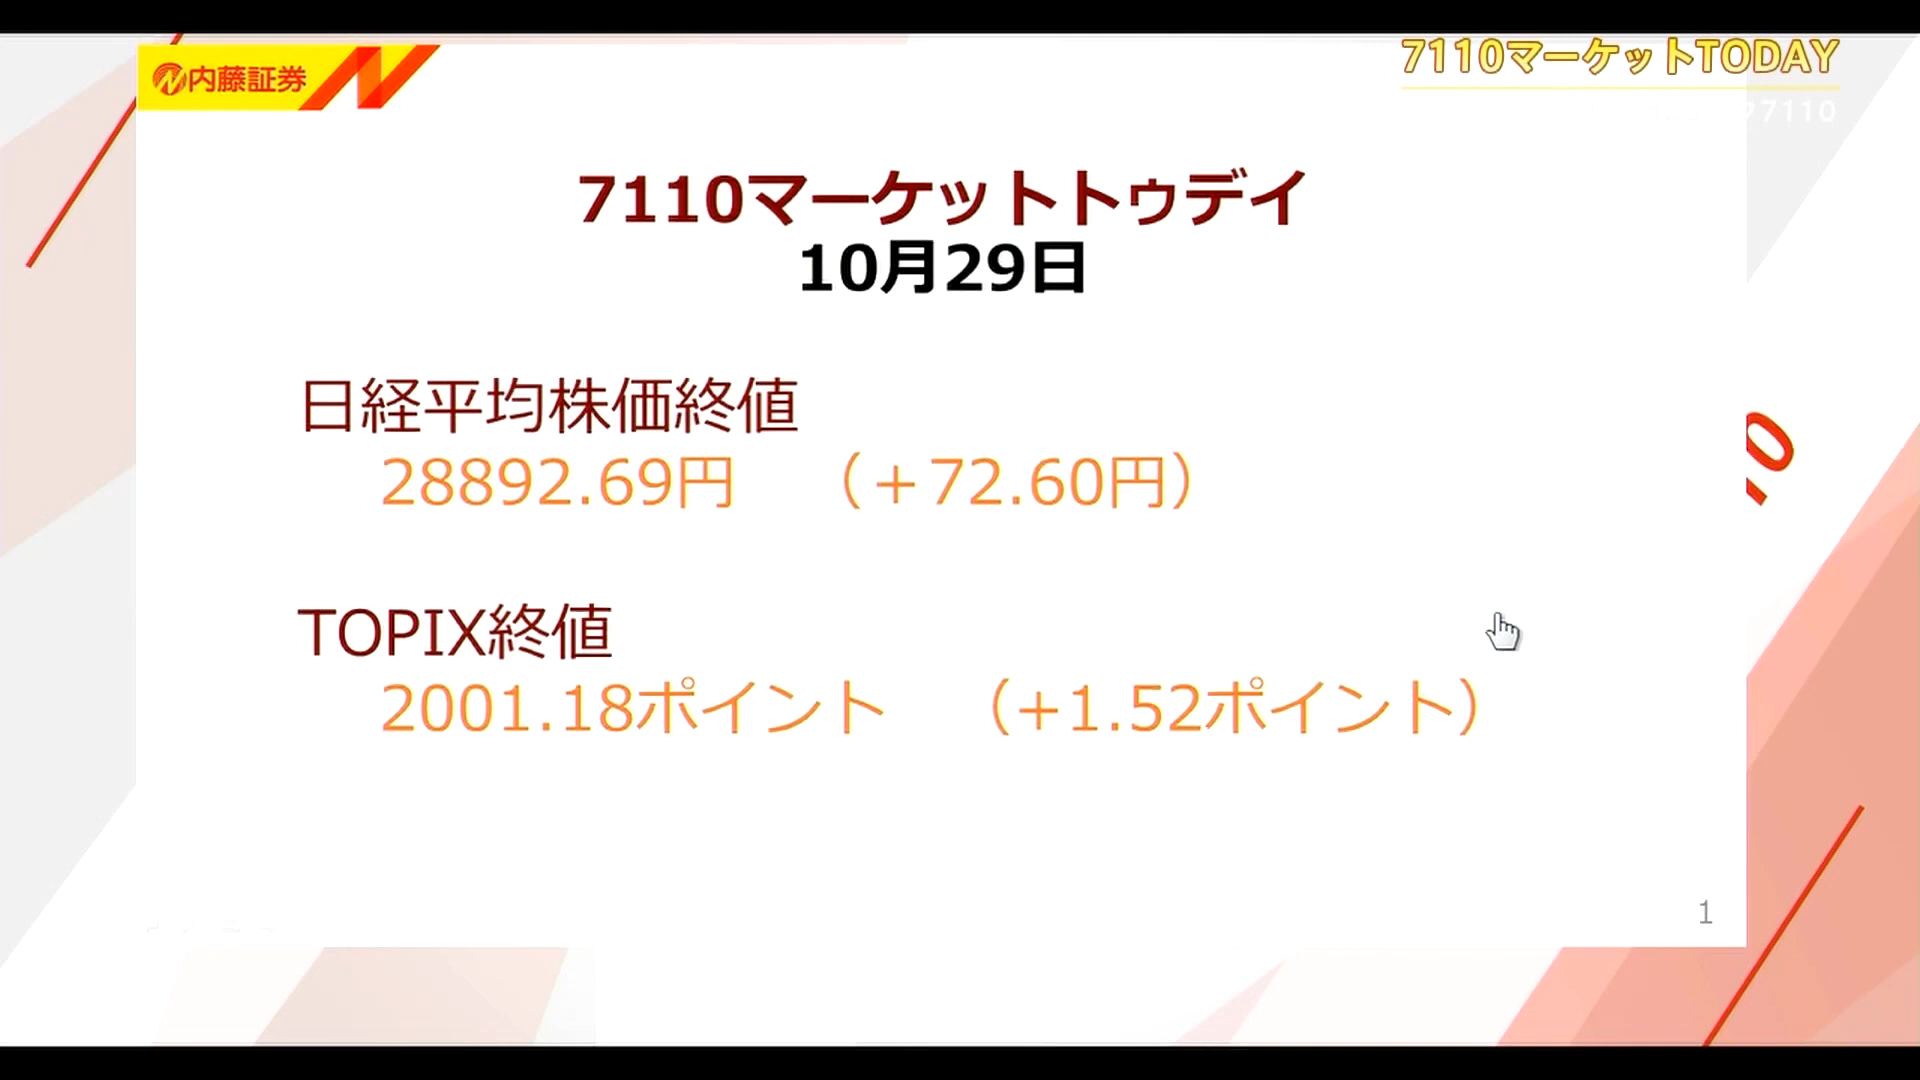 内藤証券
7110マーケットTODAY
7110マーケットトゥデイ
10月29日
日経平均株価終値
28892.69円 （＋72.60円）
TOPIX終値
2001.18ポイント （+1.52ポイント）
1